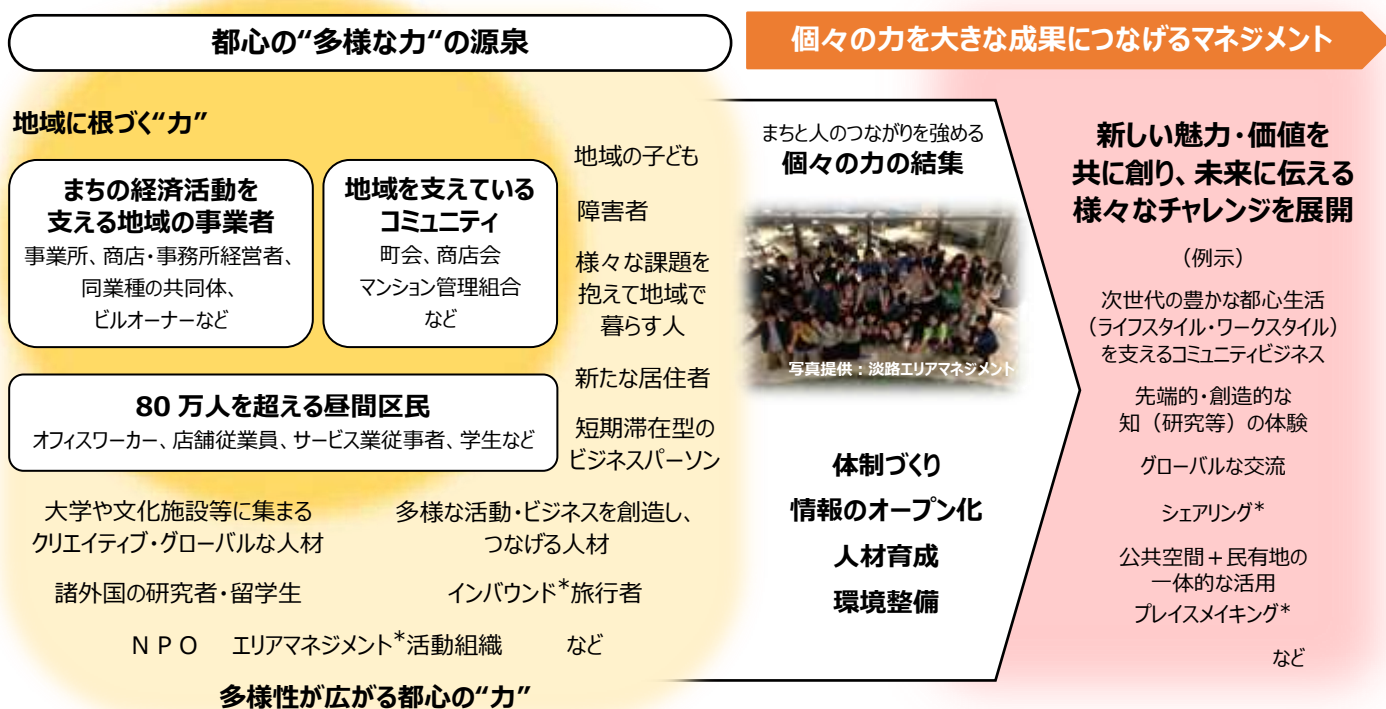 都心の“多様な力“の源泉
個々の力を大きな成果につなげるマネジメント
地域に根づく“力”
まちの経済活動を
支える地域の事業者
事業所、商店・事務所経営者、
同業種の共同体、
ビルオーナーなど
地域を支えている
コミュニティ
町会、商店会
マンション管理組合
など
80 万人を超える昼間区民
オフィスワーカー、店舗従業員、サービス業従事者、学生など
地域の子ども
障害者
様々な課題を
抱えて地域で
暮らす人
新たな居住者
短期滞在型の
ビジネスパーソン
大学や文化施設等に集まる
クリエイティブ・グローバルな人材
多様な活動・ビジネスを創造し、
つなげる人材
諸外国の研究者・留学生
インバウンド*旅行者
ＮＰＯ エリアマネジメント*活動組織 など
多様性が広がる都心の“力”
まちと人のつながりを強める
個々の力の結集
写真提供：淡路エリアマネジメント
体制づくり
情報のオープン化
人材育成
環境整備
新しい魅力・価値を
共に創り、未来に伝える
様々なチャレンジを展開
（例示）
次世代の豊かな都心生活
（ライフスタイル・ワークスタイル）
を支えるコミュニティビジネス
先端的・創造的な
知（研究等）の体験
グローバルな交流
シェアリング*
公共空間＋民有地の
一体的な活用
プレイスメイキング*
など